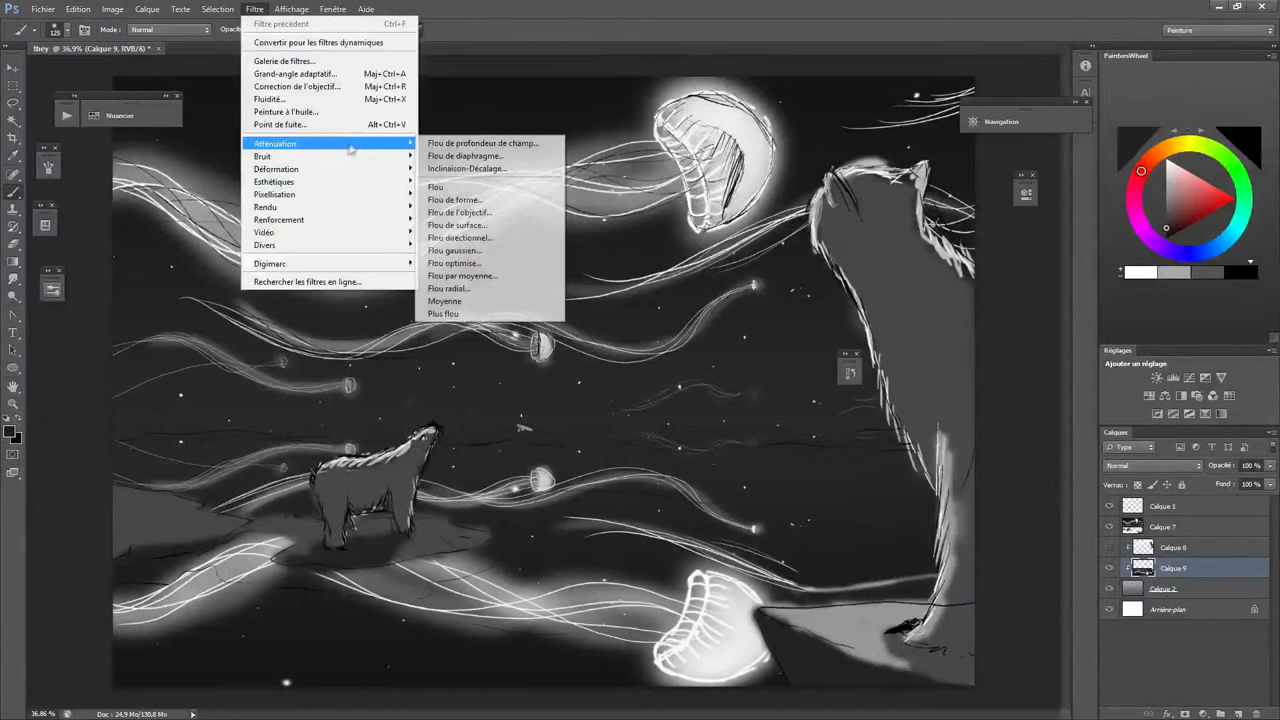 Ps Fichier Edition Image Calque Texte Sélection Filtre Affichage Fenêtre Aide
125 Mode : Normal
Peinture
they @ 36,9% (Calque 9, RVB/8) *
Filtre précédent Ctrl+F
Convertir pour les filtres dynamiques
Galerie de filtres...
Grand-angle adaptatif... Maj+Ctrl+A
Correction de l'objectif... Maj+Ctrl+R
Fluidité... Maj+Ctrl+X
Peinture à l'huile...
Point de fuite... Alt+Ctrl+V
Attenuation
Bruit
Déformation
Esthétiques
Pixellisation
Rendu
Renforcement
Vidéo
Divers
Digimarc
Rechercher les filtres en ligne...
Flou de profondeur de champ...
Flou de diaphragme...
Inclinaison-Décalage...
Flou
Flou de forme...
Flou de l'objectif...
Flou de surface...
Flou directionnel...
Flou gaussien...
Flou optimisé...
Flou par moyenne...
Flou radial...
Moyenne
Plus flou
Nuancier
Navigation
PaintersWheel
Réglages
Ajouter un réglage
Calques
Type
Normal Opacité : 100 %
Verrou : Fond : 100 %
Calque 1
Calque 7
Calque 8
Calque 9
Calque 2
Arrière-plan
36,86 % Doc : 24,9 Mo/130,8 Mo